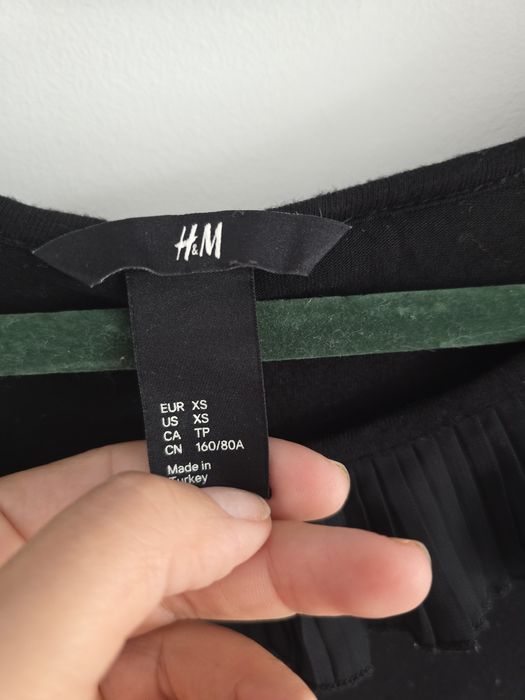 H&M
EUR XS
US XS
CA TP
CN 160/80A
Made in
Turkey